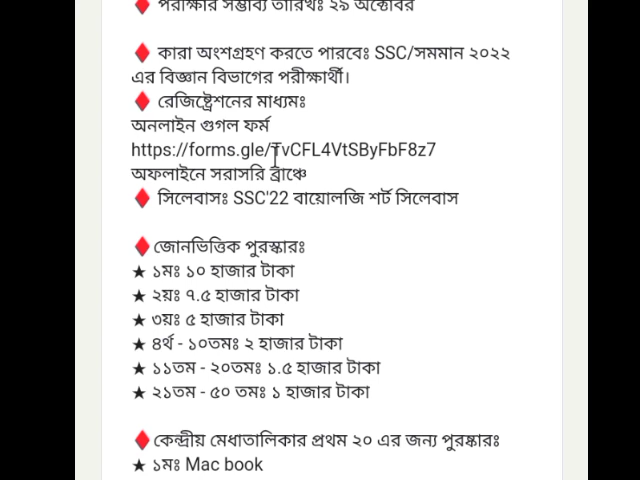 ♦️ পরীক্ষার সম্ভাব্য তারিখঃ ২৯ অক্টোবর
♦️ কারা অংশগ্রহণ করতে পারবেঃ SSC/সমমান ২০২২
এর বিজ্ঞান বিভাগের পরীক্ষার্থী।
♦️ রেজিষ্ট্রেশনের মাধ্যমঃ
অনলাইন গুগল ফর্ম
https://forms.gle/TvCFL4VtSByFbF8z7
অফলাইনে সরাসরি ব্রাঞ্চে
♦️ সিলেবাসঃ SSC'22 বায়োলজি শর্ট সিলেবাস
♦️জোনভিত্তিক পুরস্কারঃ
★ ১মঃ ১০ হাজার টাকা
★ ২য়ঃ ৭.৫ হাজার টাকা
★ ৩য়ঃ ৫ হাজার টাকা
★ ৪র্থ - ১০তমঃ ২ হাজার টাকা
★ ১১তম - ২০তমঃ ১.৫ হাজার টাকা
★ ২১তম - ৫০ তমঃ ১ হাজার টাকা
♦️কেন্দ্রীয় মেধাতালিকার প্রথম ২০ এর জন্য পুরষ্কারঃ
★ ১মঃ Mac book